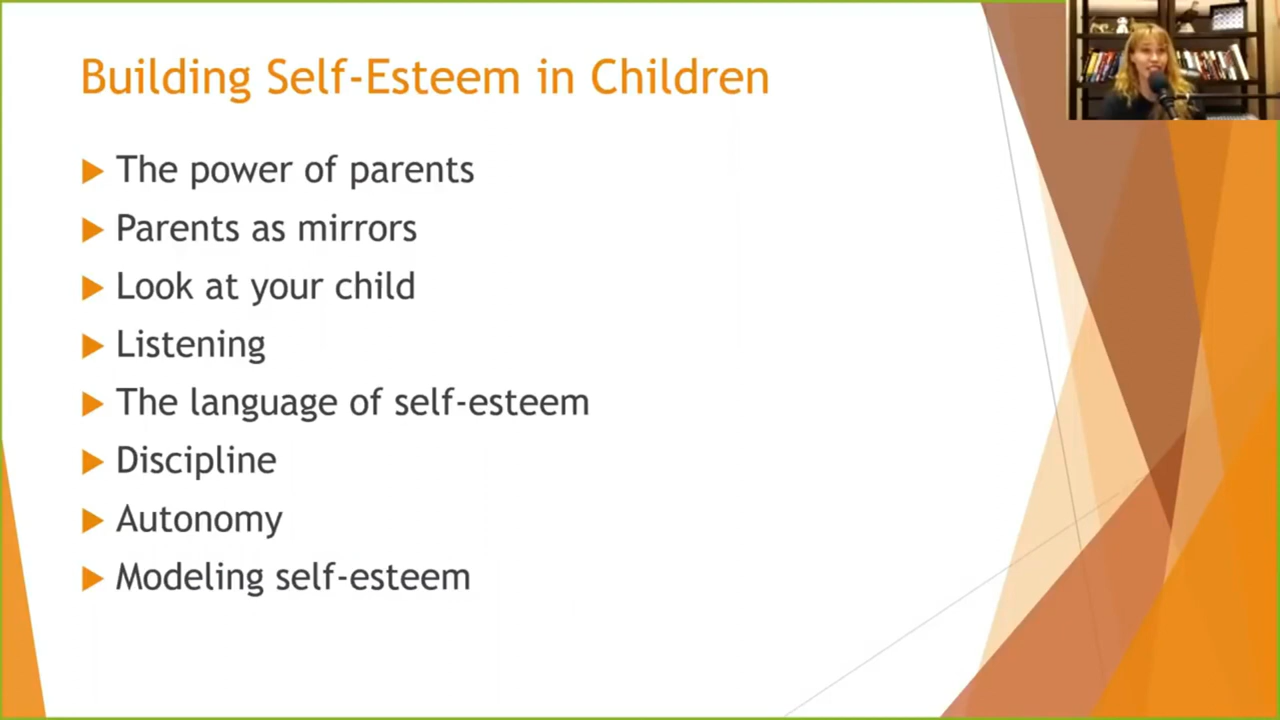 Building Self-Esteem in Children
The power of parents
Parents as mirrors
Look at your child
Listening
The language of self-esteem
Discipline
Autonomy
Modeling self-esteem